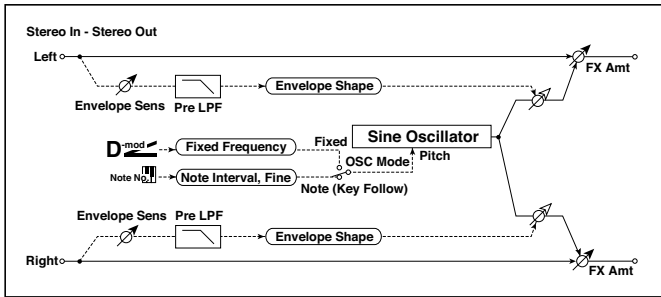 Stereo In - Stereo Out
Left
FX Amt
Envelope Sens
Pre LPF
Envelope Shape
D-mod
Fixed Frequency
Fixed
Sine Oscillator
OSC Mode
Pitch
Note No.
Note Interval, Fine
Note (Key Follow)
Envelope Sens
Pre LPF
Envelope Shape
Right
FX Amt